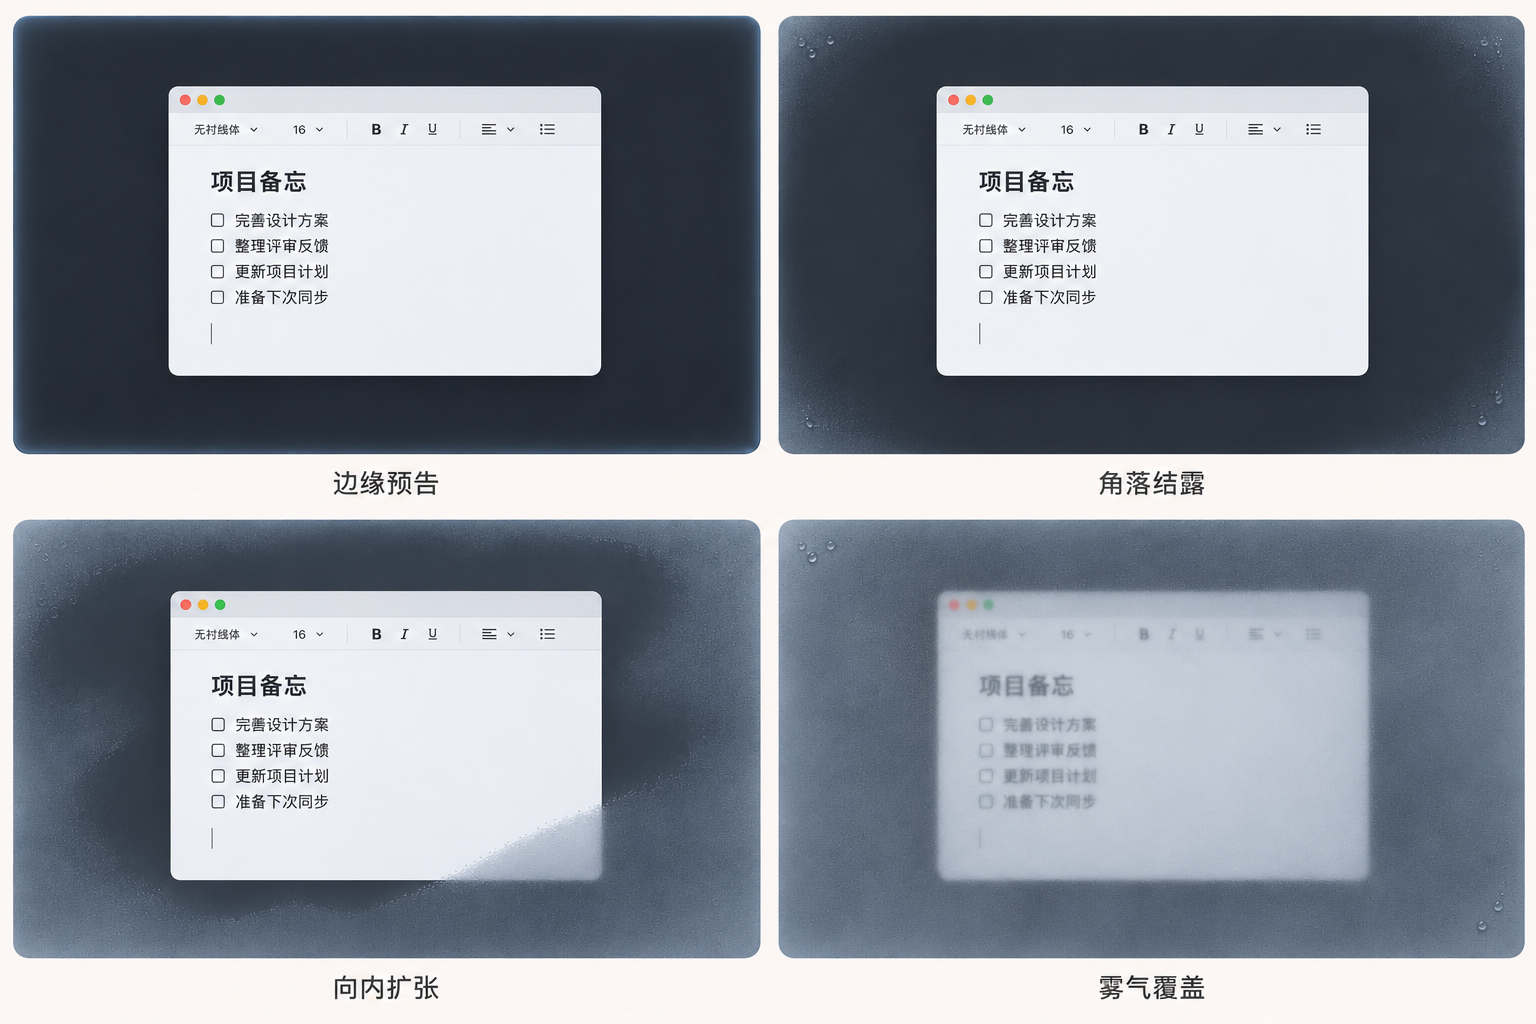 无衬线体 16 B I U
项目备忘
完善设计方案
整理评审反馈
更新项目计划
准备下次同步
边缘预告
无衬线体 16 B I U
项目备忘
完善设计方案
整理评审反馈
更新项目计划
准备下次同步
角落结露
无衬线体 16 B I U
项目备忘
完善设计方案
整理评审反馈
更新项目计划
准备下次同步
向内扩张
无衬线体 16 B I U
项目备忘
完善设计方案
整理评审反馈
更新项目计划
准备下次同步
雾气覆盖